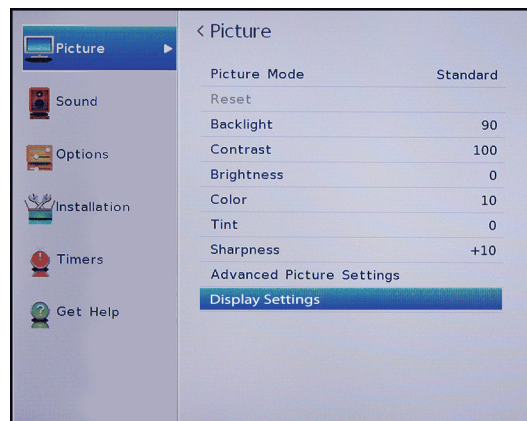 Picture
Sound
Options
Installation
Timers
Get Help
< Picture
Picture Mode Standard
Reset
Backlight 90
Contrast 100
Brightness 0
Color 10
Tint 0
Sharpness +10
Advanced Picture Settings
Display Settings